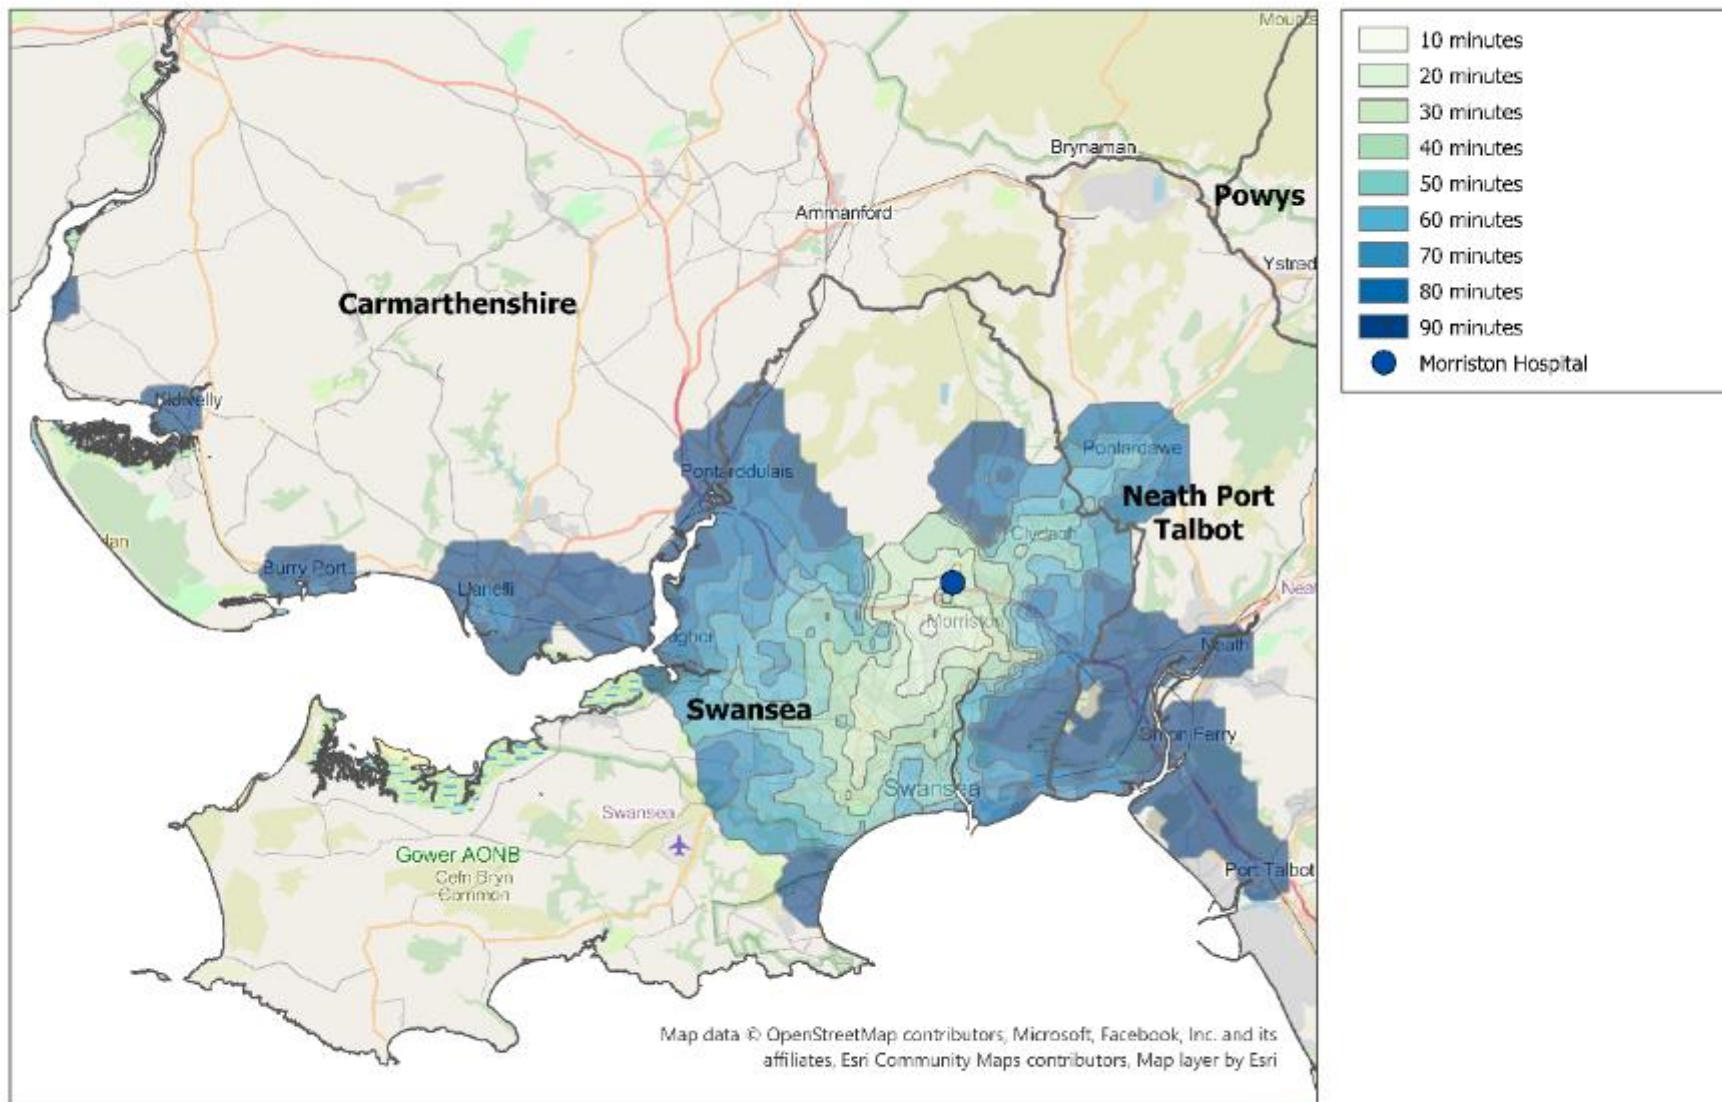 Brynaman
Powys
Ammanford
Ystrad
Carmarthenshire
Kidwelly
Pontarddulais
Pontardawe
Neath Port
Talbot
Clydach
Burry Port
Llanelli
Morriston
Neath
Swansea
Swansea
Swansea
Gower AONB
Cefn Bryn
Common
Port Talbot
Map data © OpenStreetMap contributors, Microsoft, Facebook, Inc. and its
affiliates, Esri Community Maps contributors, Map layer by Esri
10 minutes
20 minutes
30 minutes
40 minutes
50 minutes
60 minutes
70 minutes
80 minutes
90 minutes
Morriston Hospital